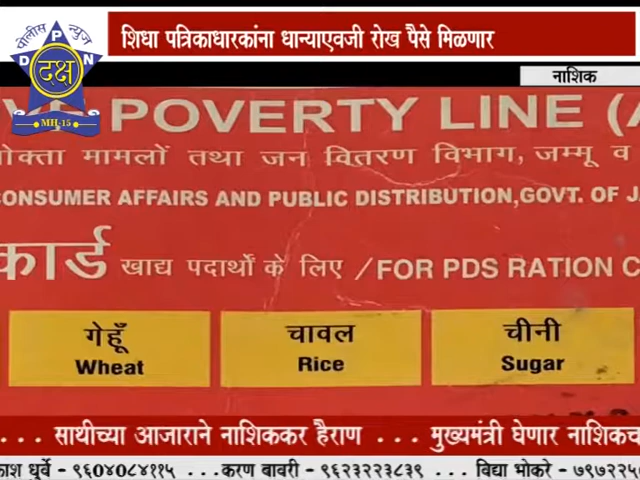 पोलीस न्युज
D P N
दक्ष
MH-15
शिधा पत्रिकाधारकांना धान्याएवजी रोख पैसे मिळणार
नाशिक
POVERTY LINE (A
मामलों तथा जन वितरण विभाग, जम्मू व
CONSUMER AFFAIRS AND PUBLIC DISTRIBUTION,GOVT. OF J
कार्ड खाद्य पदार्थो के लिए /FOR PDS RATION C
गेहूँ चावल चीनी
Wheat Rice Sugar
... साथीच्या आजाराने नाशिककर हैराण ... मुख्यमंत्री घेणार नाशिकच
काश धुर्वे - ९६०४०८४११५ ...करण बावरी - ९६२३२२३८३९ ...विद्या भोकरे - ७९७२२५